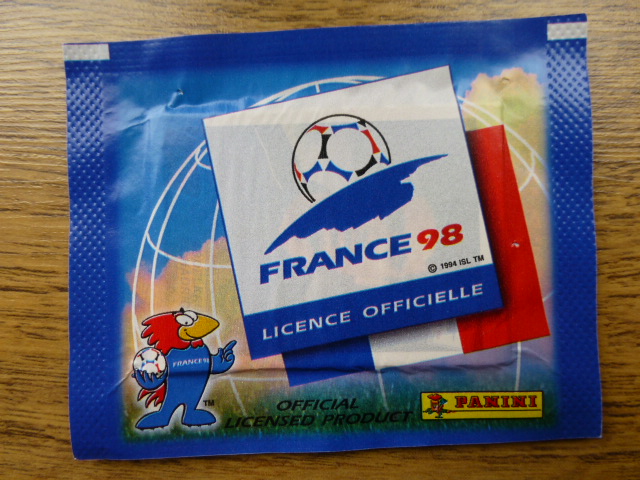 FRANCE 98
© 1994 ISL TM
LICENCE OFFICIELLE
FRANCE 98
TM
OFFICIAL
LICENSED PRODUCT
PANINI